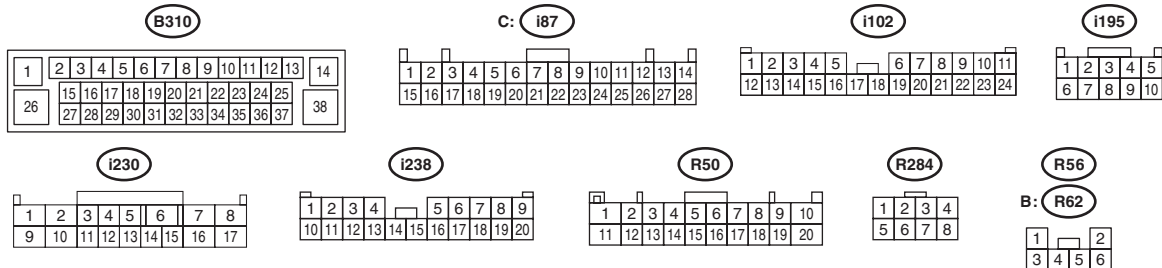 B310
1 2 3 4 5 6 7 8 9 10 11 12 13 14
15 16 17 18 19 20 21 22 23 24 25
26 27 28 29 30 31 32 33 34 35 36 37 38
C: i87
1 2 3 4 5 6 7 8 9 10 11 12 13 14
15 16 17 18 19 20 21 22 23 24 25 26 27 28
i102
1 2 3 4 5 6 7 8 9 10 11
12 13 14 15 16 17 18 19 20 21 22 23 24
i195
1 2 3 4 5
6 7 8 9 10
i230
1 2 3 4 5 6 7 8
9 10 11 12 13 14 15 16 17
i238
1 2 3 4 5 6 7 8 9
10 11 12 13 14 15 16 17 18 19 20
R50
1 2 3 4 5 6 7 8 9 10
11 12 13 14 15 16 17 18 19 20
R284
1 2 3 4
5 6 7 8
R56
B: R62
1 2
3 4 5 6